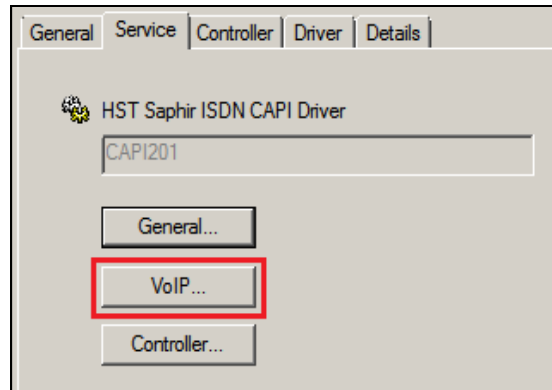 General Service Controller Driver Details
HST Saphir ISDN CAPI Driver
CAPI201
General...
VoIP...
Controller...